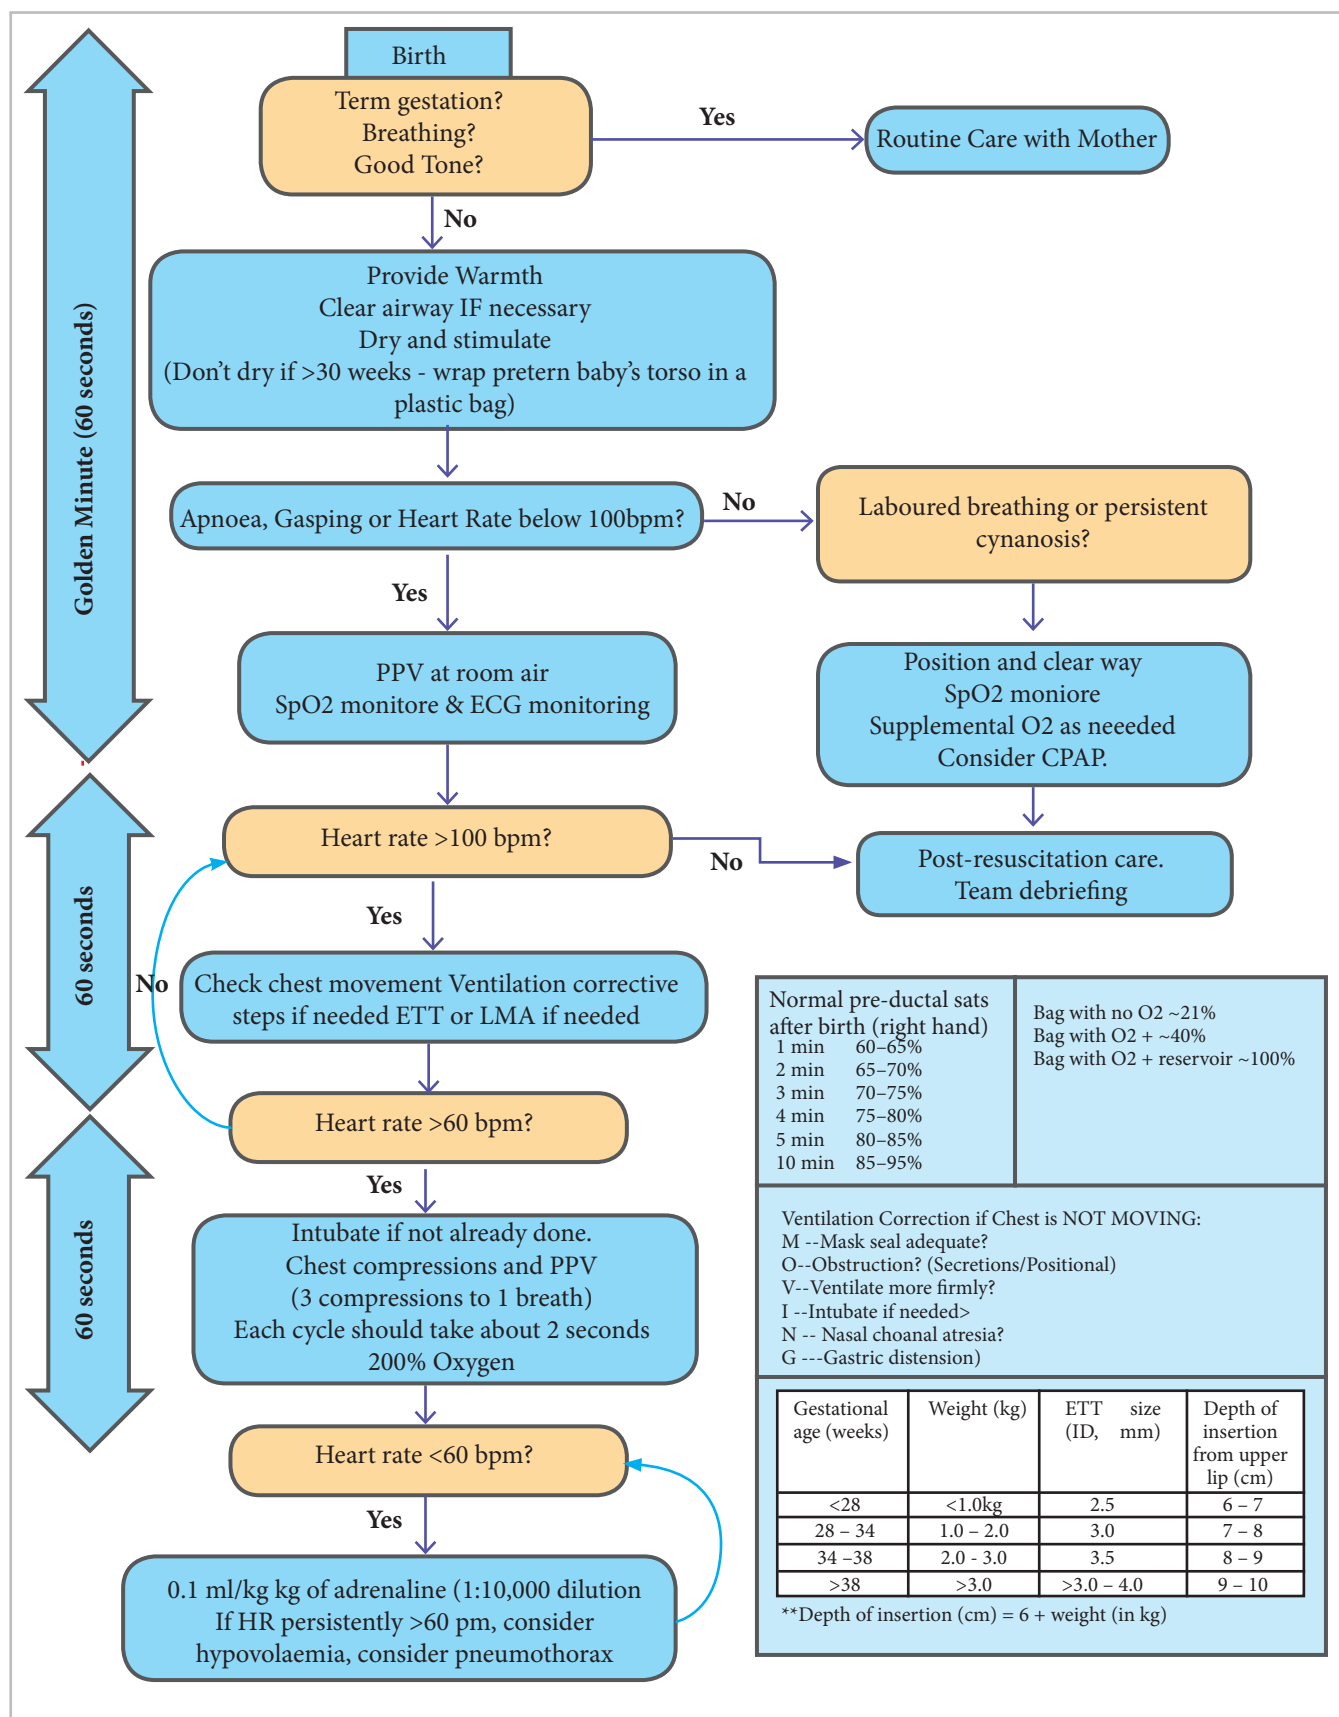 Birth
Term gestation?
Breathing?
Good Tone?
Yes
Routine Care with Mother
No
Provide Warmth
Clear airway IF necessary
Dry and stimulate
(Don't dry if >30 weeks - wrap pretern baby's torso in a
plastic bag)
Golden Minute (60 seconds)
Apnoea, Gasping or Heart Rate below 100bpm?
No
Laboured breathing or persistent
cynanosis?
Yes
PPV at room air
SpO2 monitore & ECG monitoring
Position and clear way
SpO2 moniore
Supplemental O2 as neeeded
Consider CPAP.
Heart rate >100 bpm?
No
Post-resuscitation care.
Team debriefing
Yes
60 seconds
No
Check chest movement Ventilation corrective
steps if needed ETT or LMA if needed
Heart rate >60 bpm?
Yes
60 seconds
Intubate if not already done.
Chest compressions and PPV
(3 compressions to 1 breath)
Each cycle should take about 2 seconds
200% Oxygen
Heart rate <60 bpm?
Yes
0.1 ml/kg kg of adrenaline (1:10,000 dilution
If HR persistently >60 pm, consider
hypovolaemia, consider pneumothorax
Normal pre-ductal sats
after birth (right hand)
1 min 60–65%
2 min 65–70%
3 min 70–75%
4 min 75–80%
5 min 80–85%
10 min 85–95%
Bag with no O2 ~21%
Bag with O2 + ~40%
Bag with O2 + reservoir ~100%
Ventilation Correction if Chest is NOT MOVING:
M --Mask seal adequate?
O--Obstruction? (Secretions/Positional)
V--Ventilate more firmly?
I --Intubate if needed>
N -- Nasal choanal atresia?
G ---Gastric distension)
Gestational Weight (kg) ETT size Depth of
age (weeks) (ID, mm) insertion
from upper
lip (cm)
<28 <1.0kg 2.5 6 – 7
28 – 34 1.0 – 2.0 3.0 7 – 8
34 –38 2.0 - 3.0 3.5 8 – 9
>38 >3.0 >3.0 – 4.0 9 – 10
**Depth of insertion (cm) = 6 + weight (in kg)